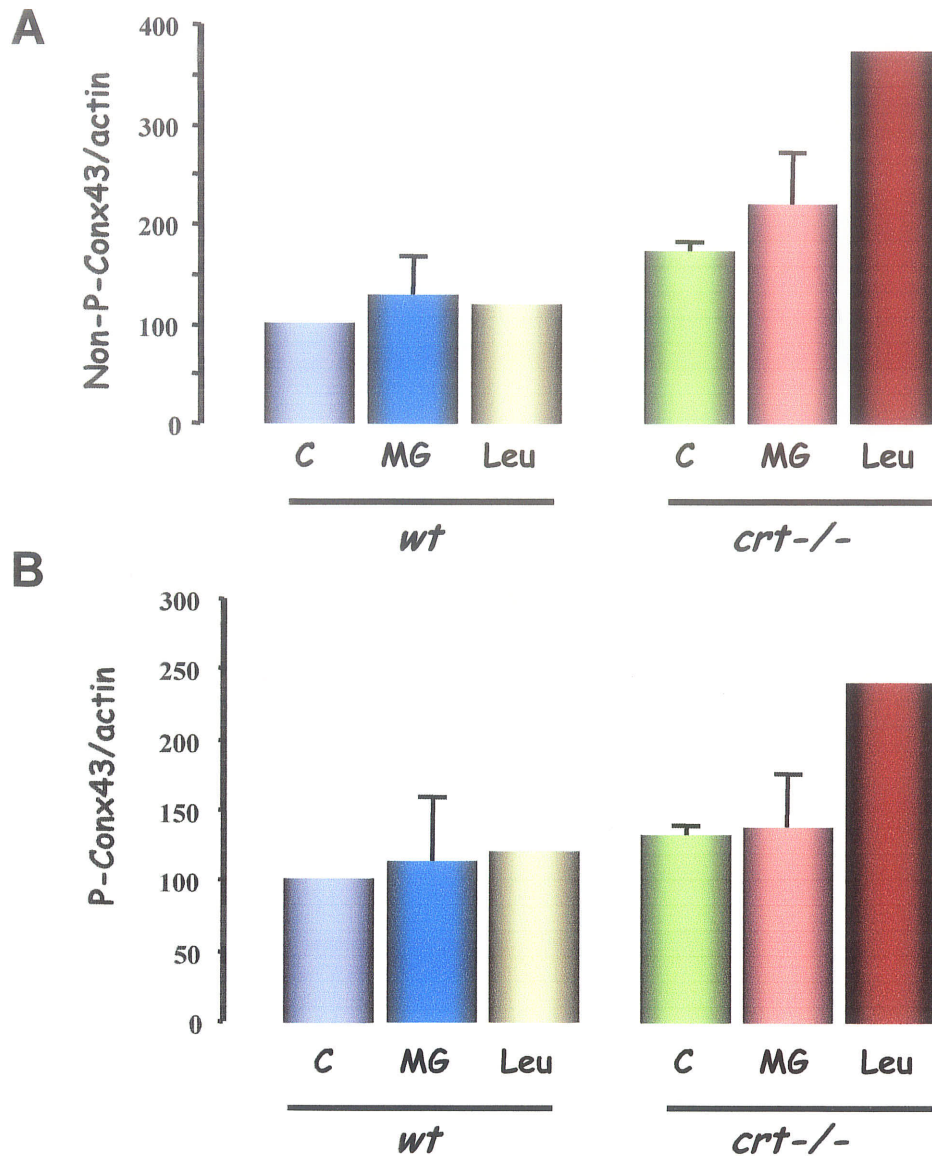 A
Non-P-Conx43/actin
400
300
200
100
0
C MG Leu C MG Leu
wt crt-/-
B
P-Conx43/actin
300
250
200
150
100
50
0
C MG Leu C MG Leu
wt crt-/-